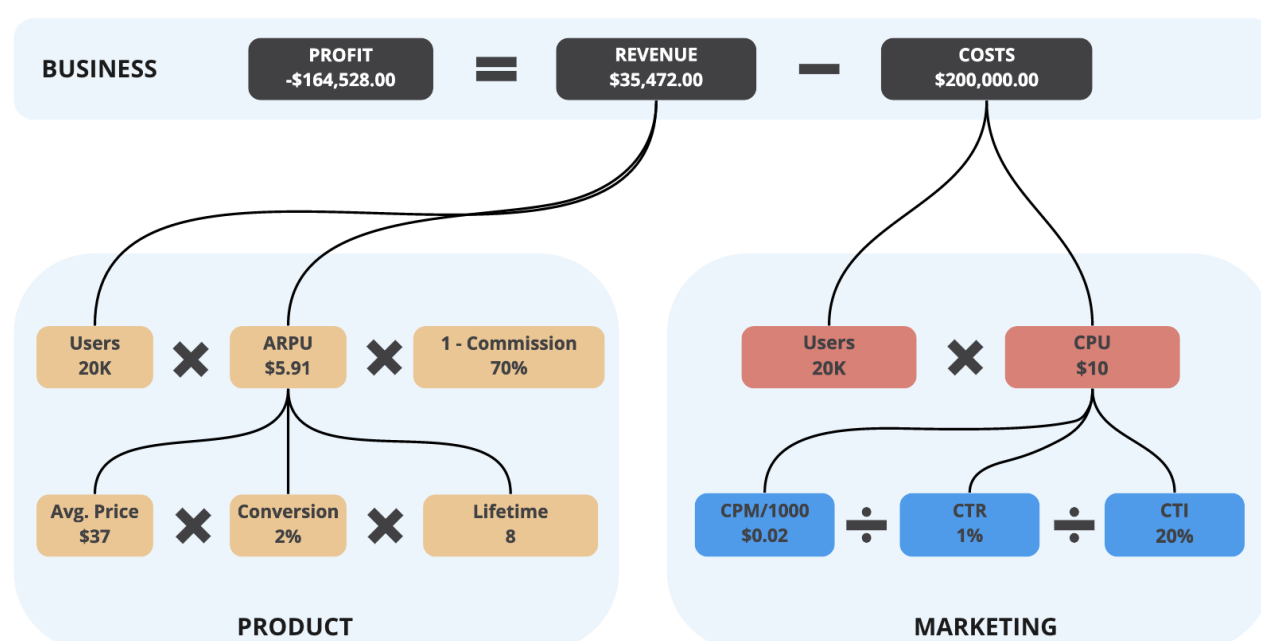 BUSINESS
PROFIT
-$164,528.00
=
REVENUE
$35,472.00
−
COSTS
$200,000.00
Users
20K
×
ARPU
$5.91
×
1 - Commission
70%
Users
20K
×
CPU
$10
Avg. Price
$37
×
Conversion
2%
×
Lifetime
8
CPM/1000
$0.02
÷
CTR
1%
÷
CTI
20%
PRODUCT
MARKETING